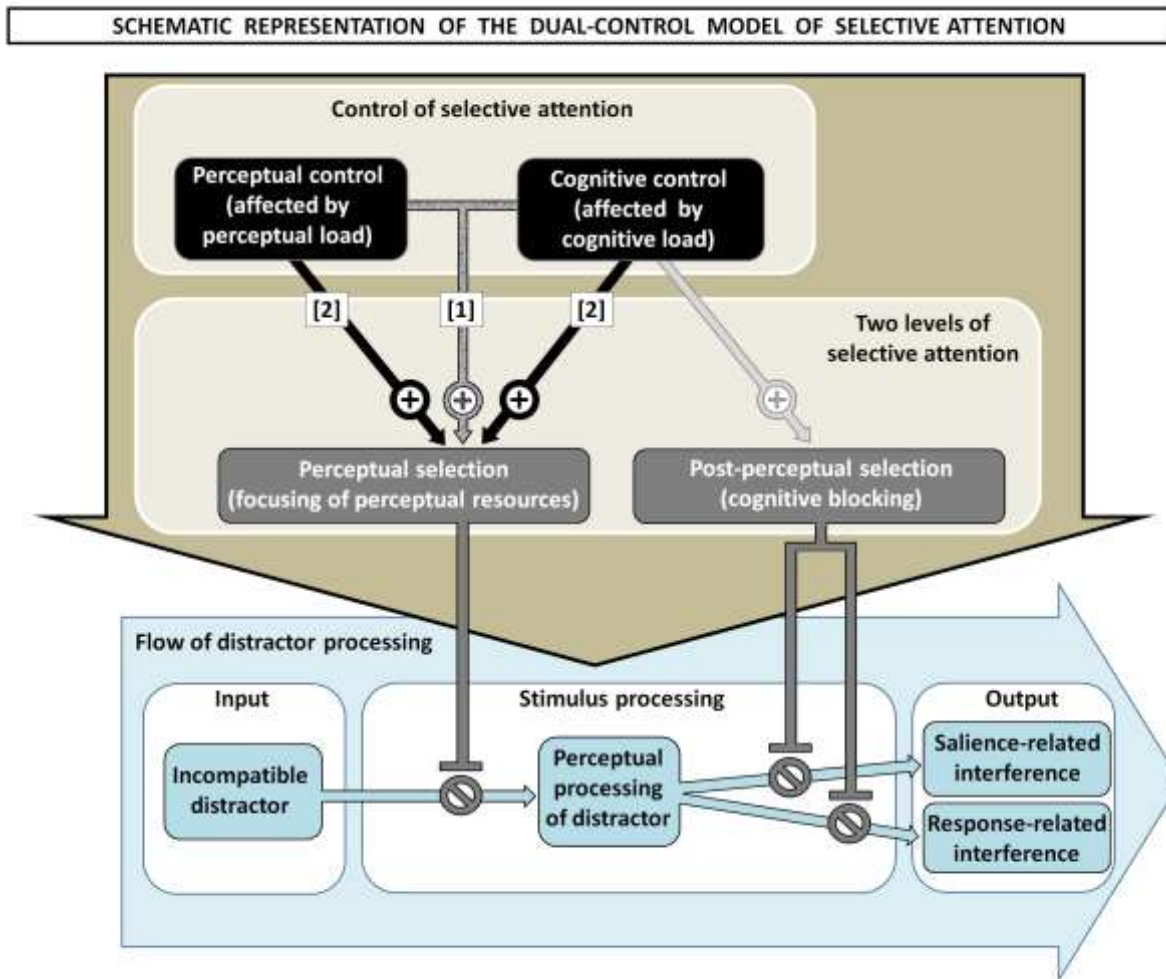 SCHEMATIC REPRESENTATION OF THE DUAL-CONTROL MODEL OF SELECTIVE ATTENTION
Control of selective attention
Perceptual control
(affected by
perceptual load)
Cognitive control
(affected by
cognitive load)
[2]
[1]
[2]
Two levels of
selective attention
Perceptual selection
(focusing of perceptual resources)
Post-perceptual selection
(cognitive blocking)
Flow of distractor processing
Input
Stimulus processing
Output
Incompatible
distractor
Perceptual
processing
of distractor
Salience-related
interference
Response-related
interference